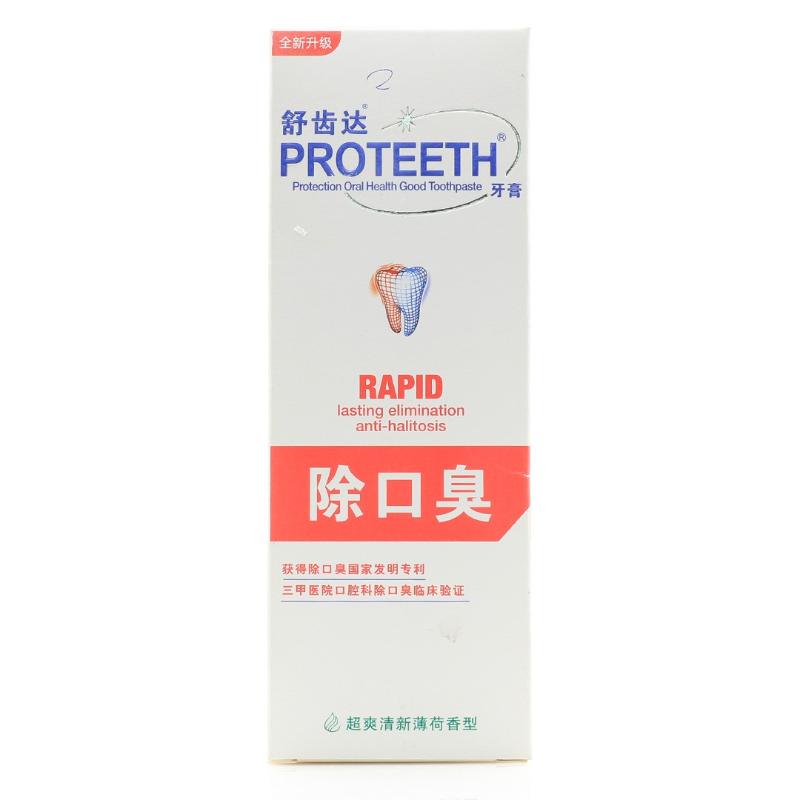 全新升级
舒齿达®
PROTEETH®
Protection Oral Health Good Toothpaste 牙膏
RAPID
lasting elimination
anti-halitosis
除口臭
获得除口臭国家发明专利
三甲医院口腔科除口臭临床验证
超爽清新薄荷香型